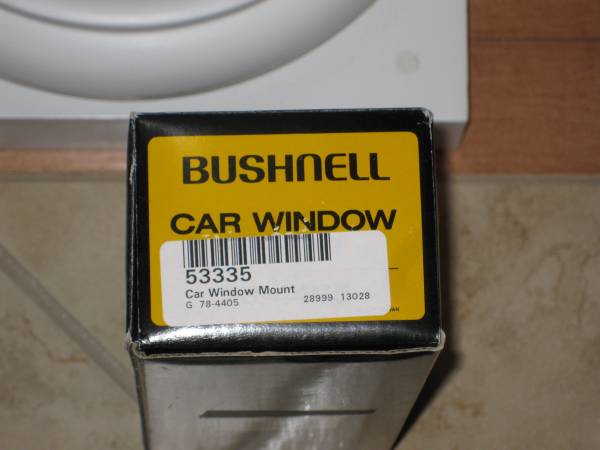 BUSHNELL
CAR WINDOW
53335
Car Window Mount
G 78-4405 28999 13028